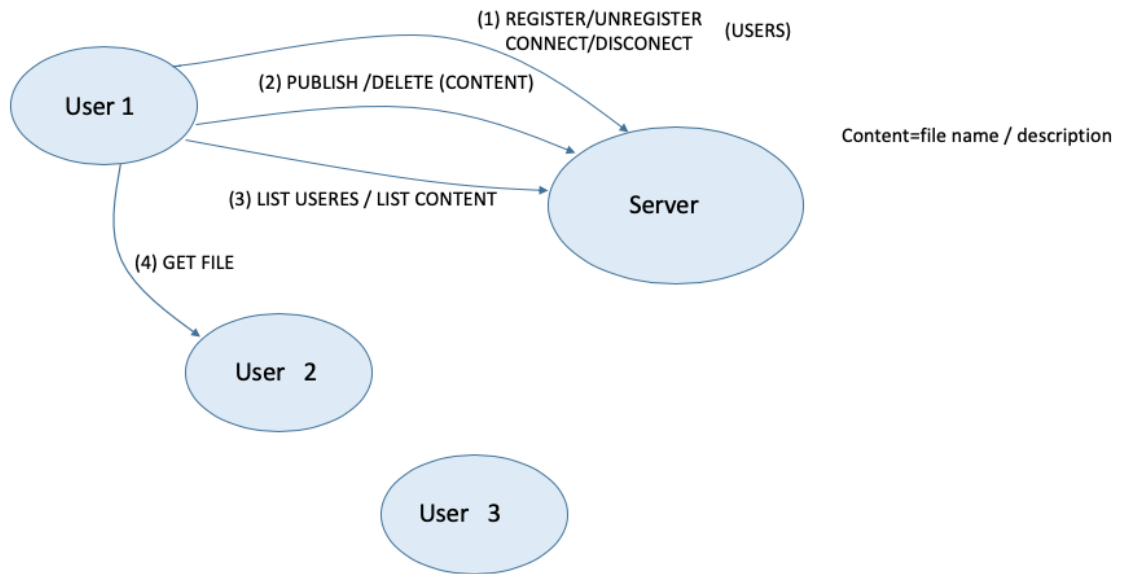 (1) REGISTER/UNREGISTER
CONNECT/DISCONECT
(USERS)
User 1
(2) PUBLISH /DELETE (CONTENT)
Content=file name / description
(3) LIST USERES / LIST CONTENT
Server
(4) GET FILE
User 2
User 3